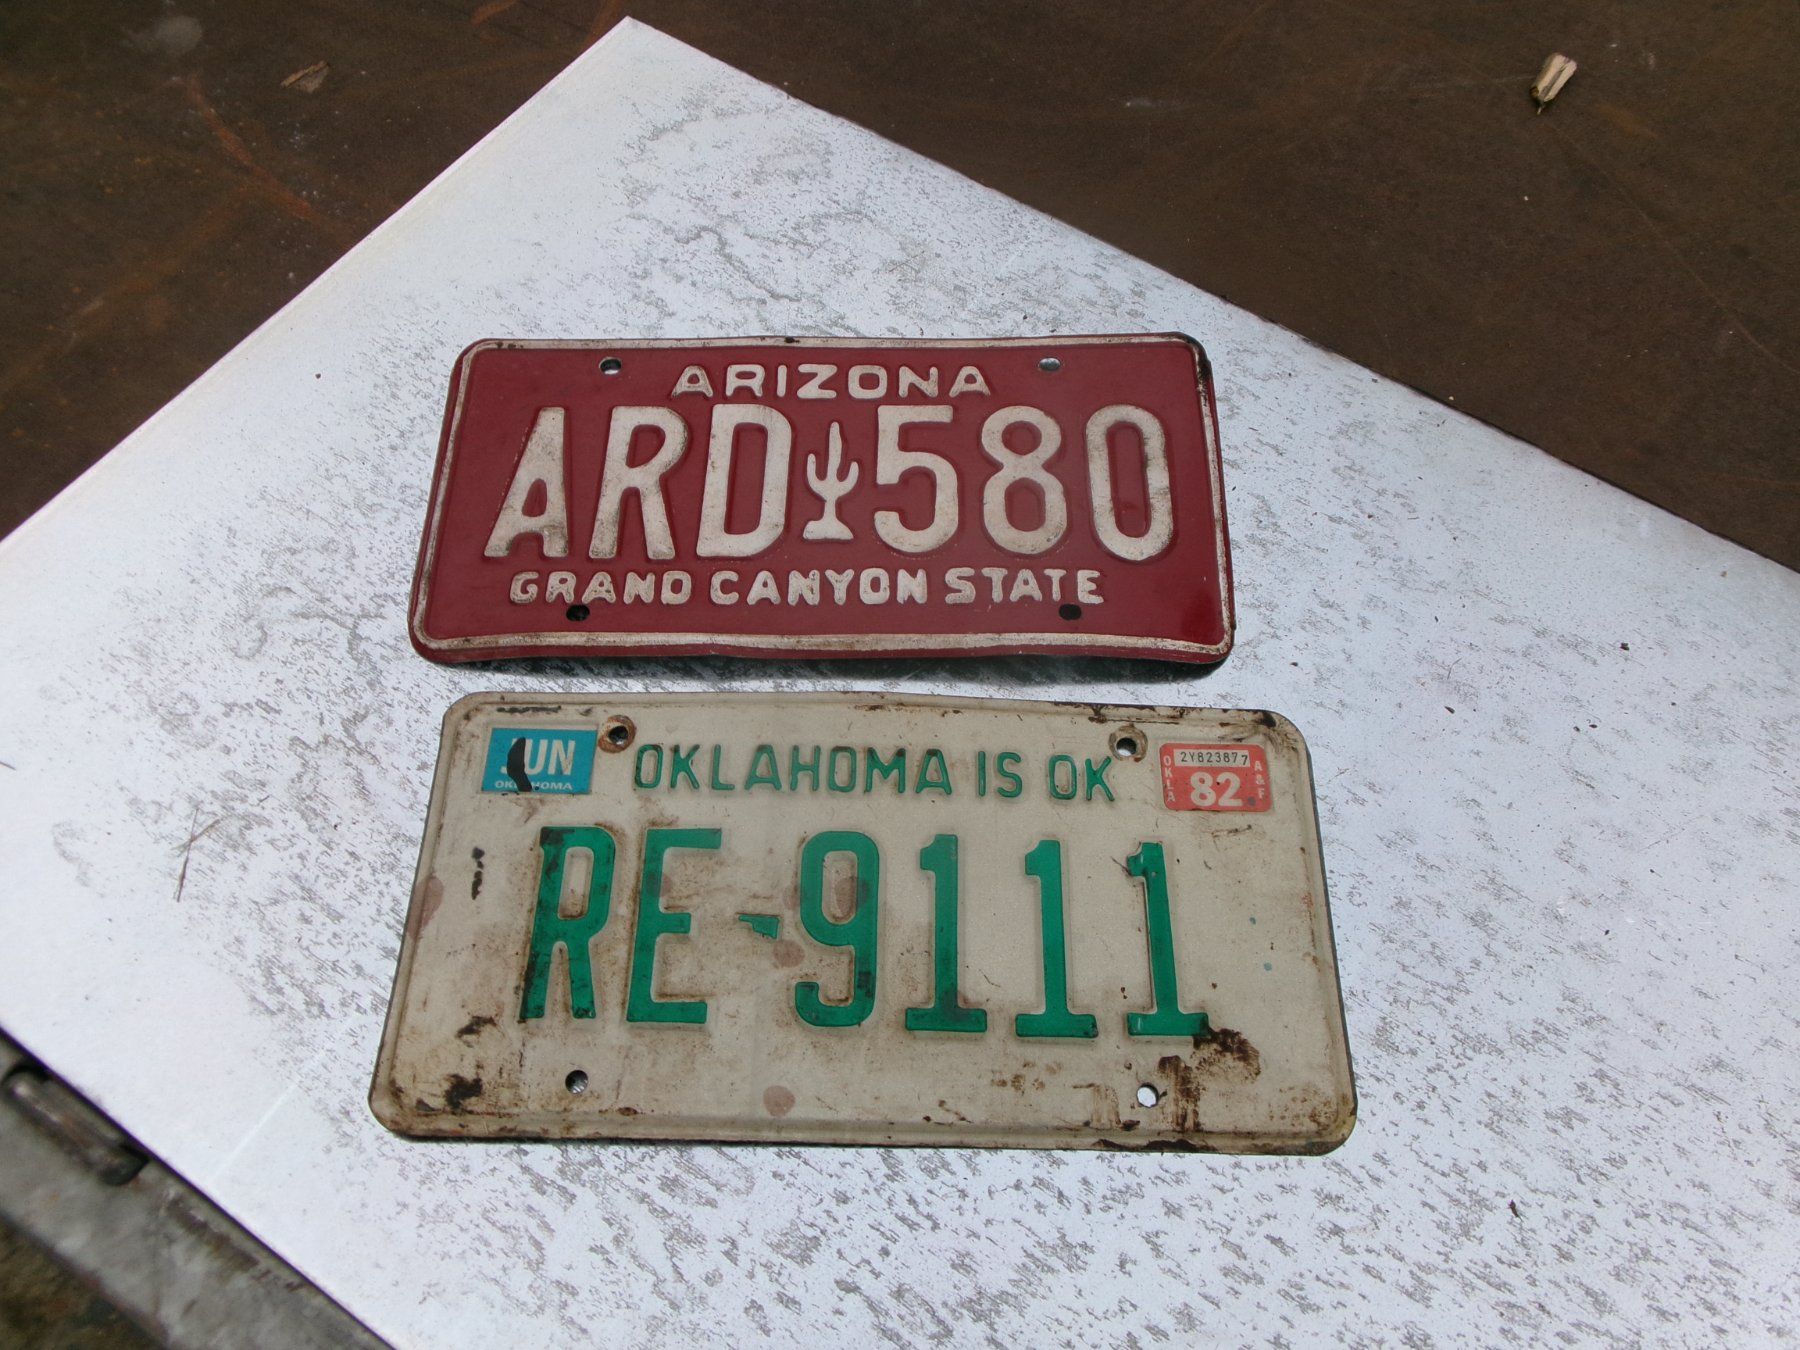 ARIZONA
ARD 580
GRAND CANYON STATE
JUN
OKLAHOMA
OKLAHOMA IS OK
OKLA
2Y823877
82
A&F
RE 9111